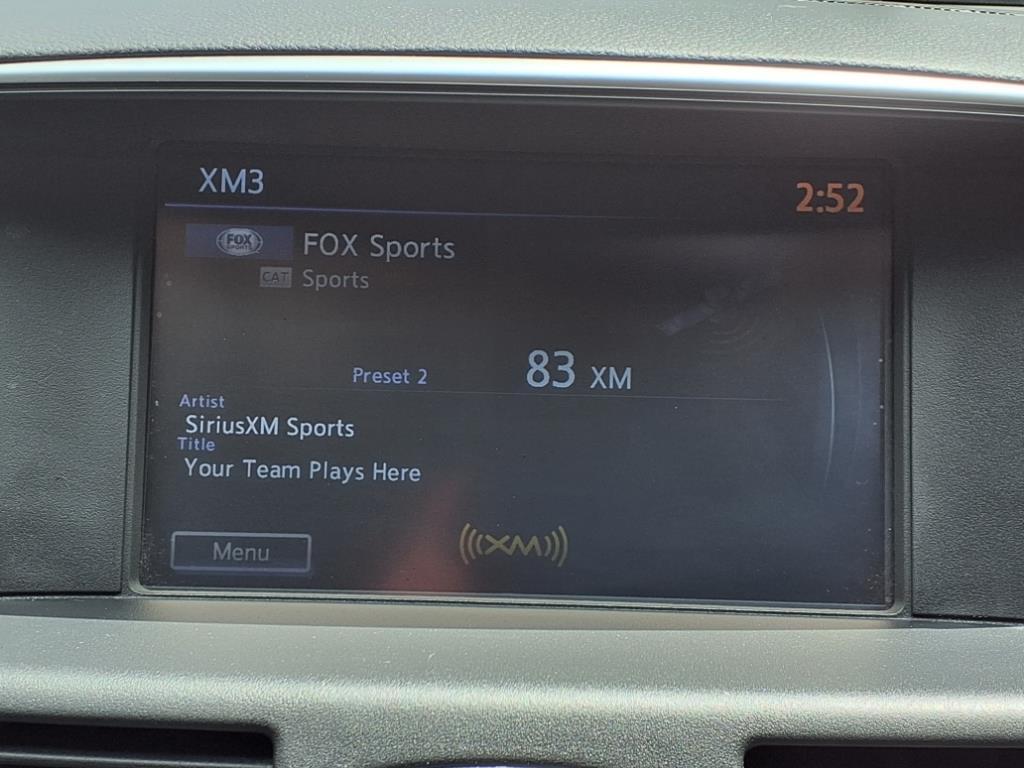 XM3
2:52
FOX
SPORTS
FOX Sports
CAT Sports
Preset 2
83 XM
Artist
SiriusXM Sports
Title
Your Team Plays Here
Menu
XM